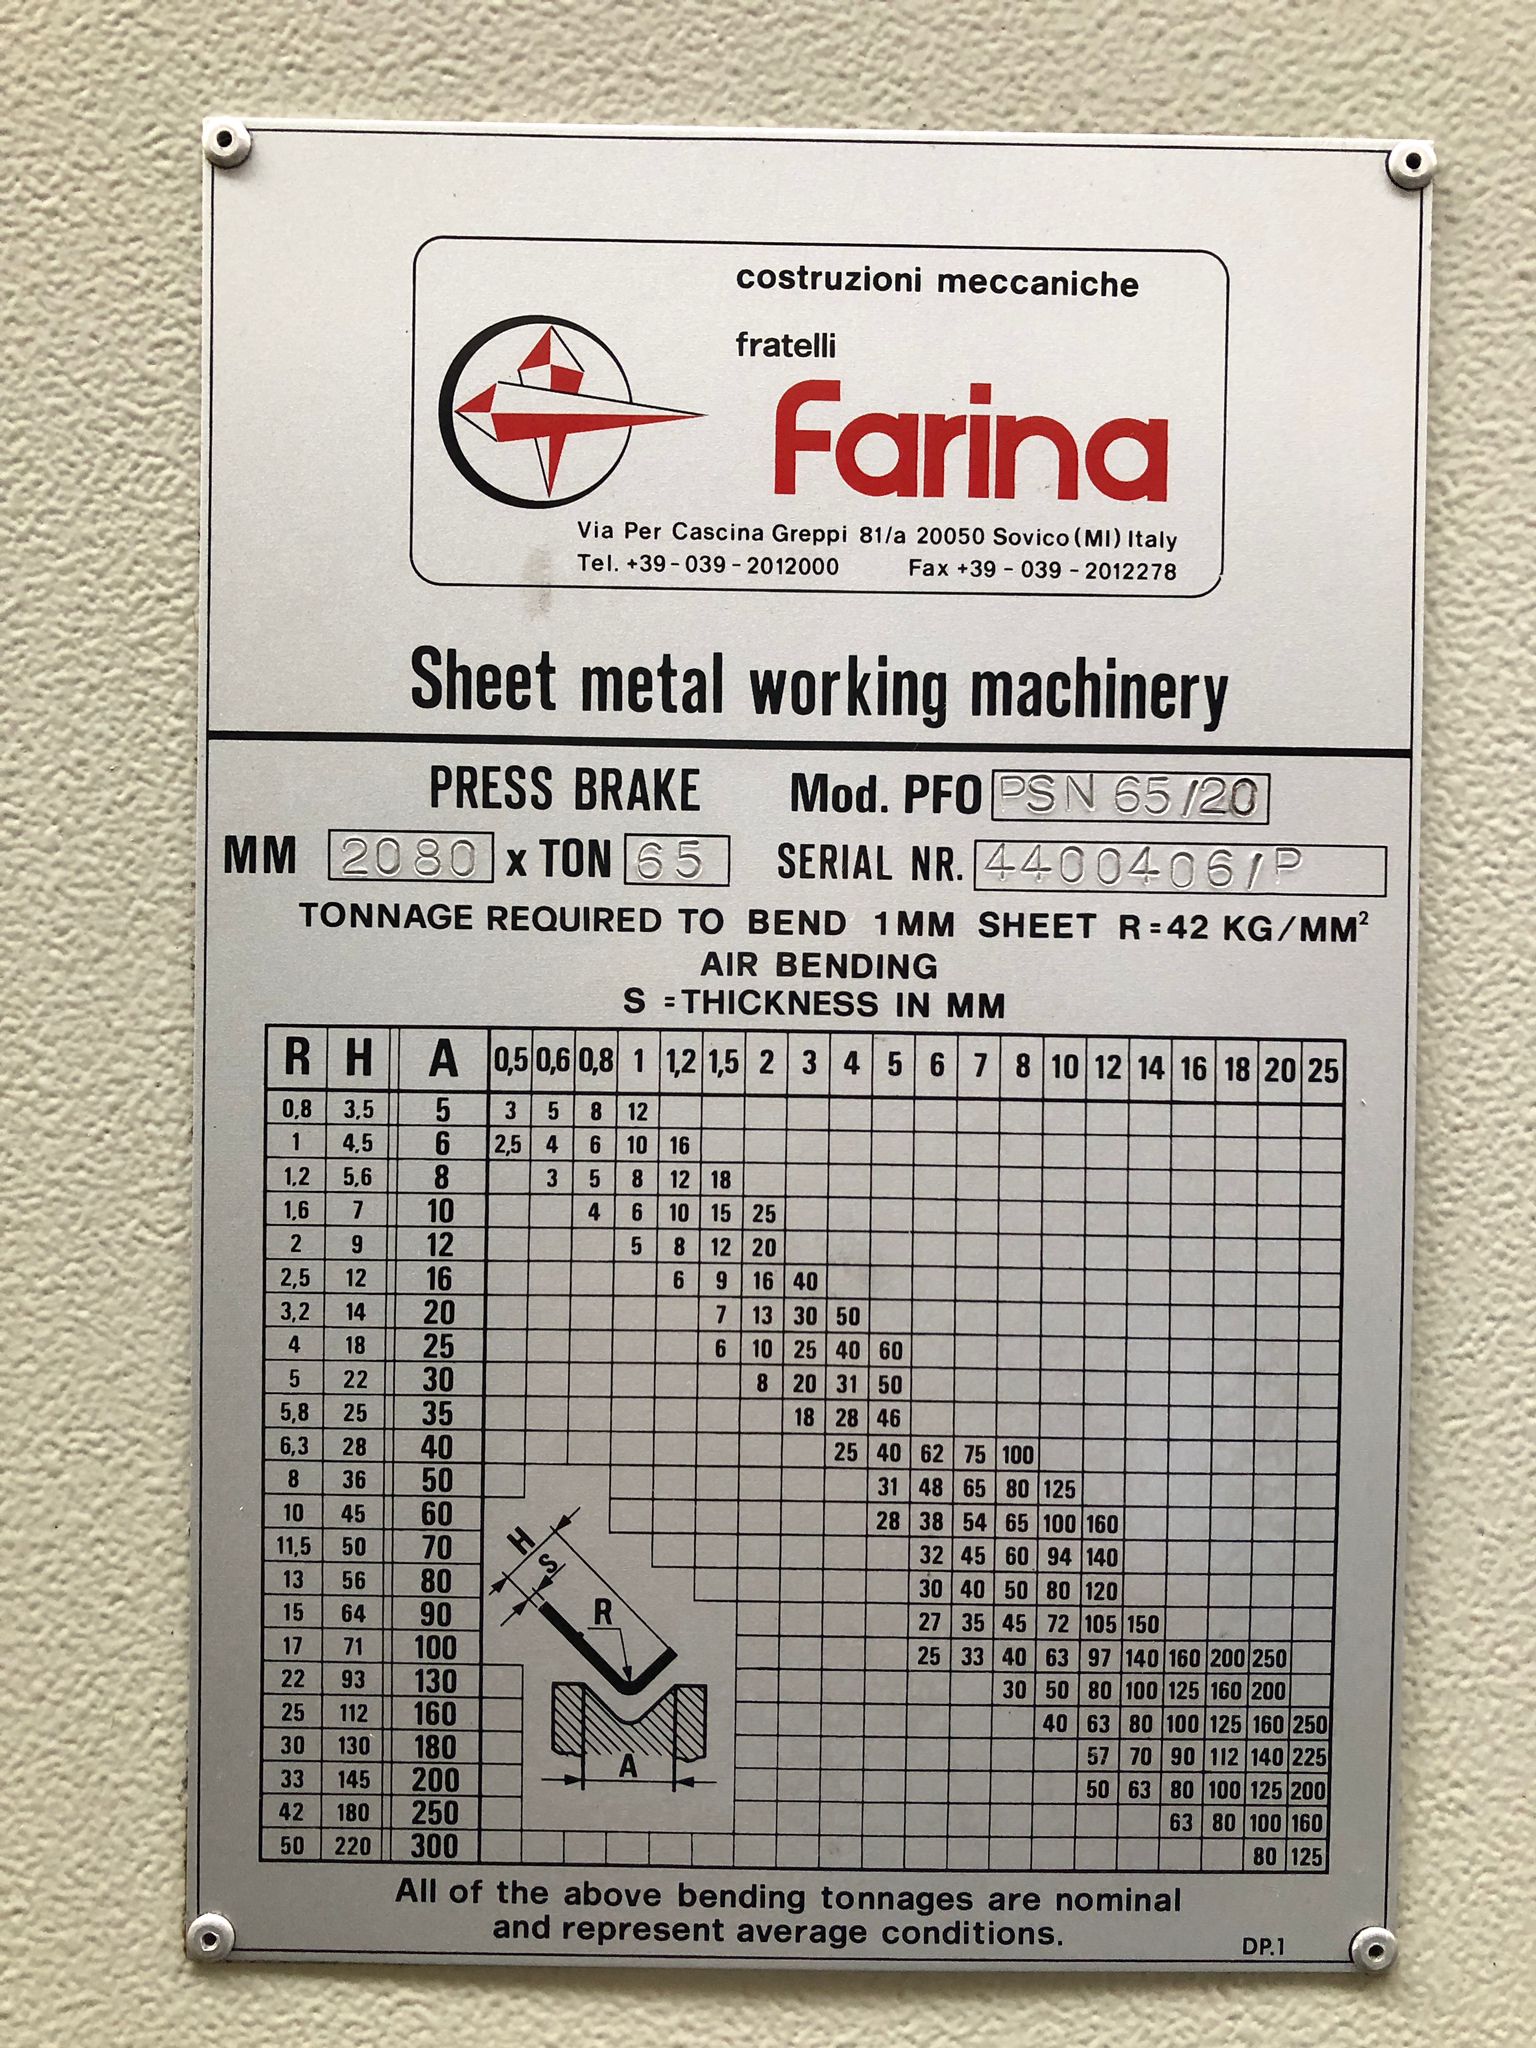 costruzioni meccaniche
fratelli
Farina
Via Per Cascina Greppi 81/a 20050 Sovico (MI) Italy
Tel. +39-039-2012000 Fax +39-039-2012278
Sheet metal working machinery
PRESS BRAKE Mod. PFO PSN 65/20
MM 2080 x TON 65 SERIAL NR. 4400406/P
TONNAGE REQUIRED TO BEND 1MM SHEET R=42 KG/MM²
AIR BENDING
S = THICKNESS IN MM
R H A 0,5 0,6 0,8 1 1,2 1,5 2 3 4 5 6 7 8 10 12 14 16 18 20 25
0,8 3,5 5 3 5 8 12
1 4,5 6 2,5 4 6 10 16
1,2 5,6 8 3 5 8 12 18
1,6 7 10 4 6 10 15 25
2 9 12 5 8 12 20
2,5 12 16 6 9 16 40
3,2 14 20 7 13 30 50
4 18 25 6 10 25 40 60
5 22 30 8 20 31 50
5,8 25 35 18 28 46
6,3 28 40 25 40 62 75 100
8 36 50 31 48 65 80 125
10 45 60 28 38 54 65 100 160
11,5 50 70 32 45 60 94 140
13 56 80 30 40 50 80 120
15 64 90 27 35 45 72 105 150
17 71 100 25 33 40 63 97 140 160 200 250
22 93 130 30 50 80 100 125 160 200
25 112 160 40 63 80 100 125 160 250
30 130 180 57 70 90 112 140 225
33 145 200 50 63 80 100 125 200
42 180 250 63 80 100 160
50 220 300 80 125
H
S
R
A
All of the above bending tonnages are nominal
and represent average conditions.
DP.1